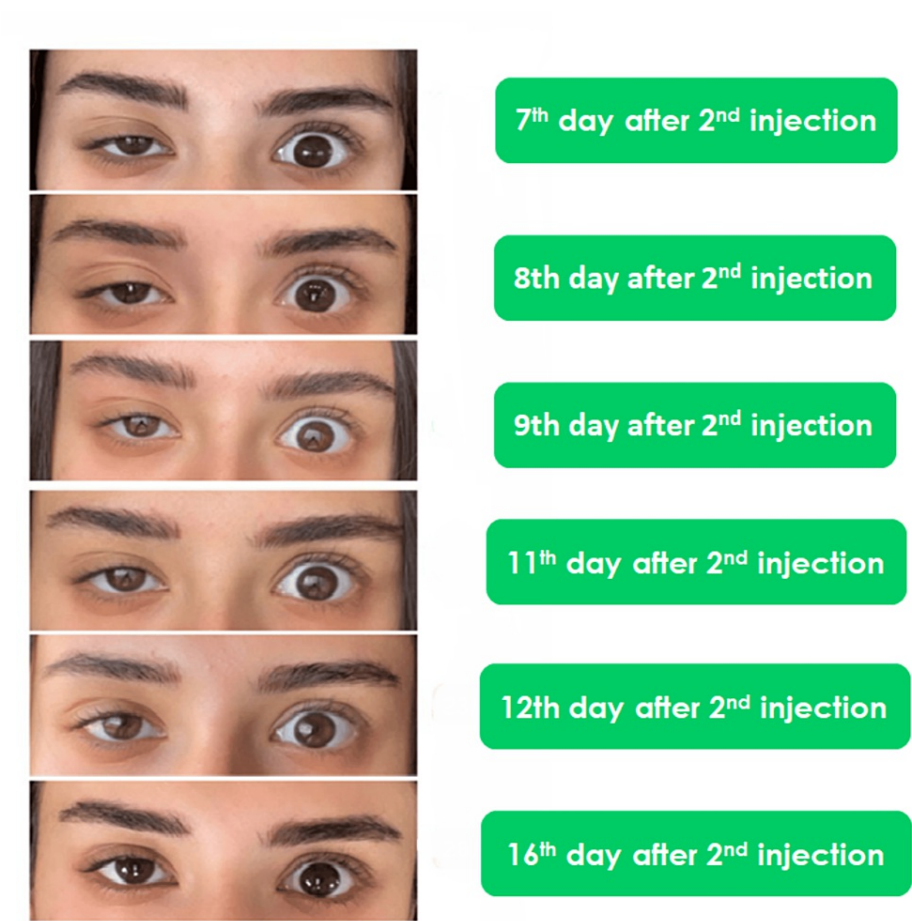 7th day after 2nd injection
8th day after 2nd injection
9th day after 2nd injection
11th day after 2nd injection
12th day after 2nd injection
16th day after 2nd injection